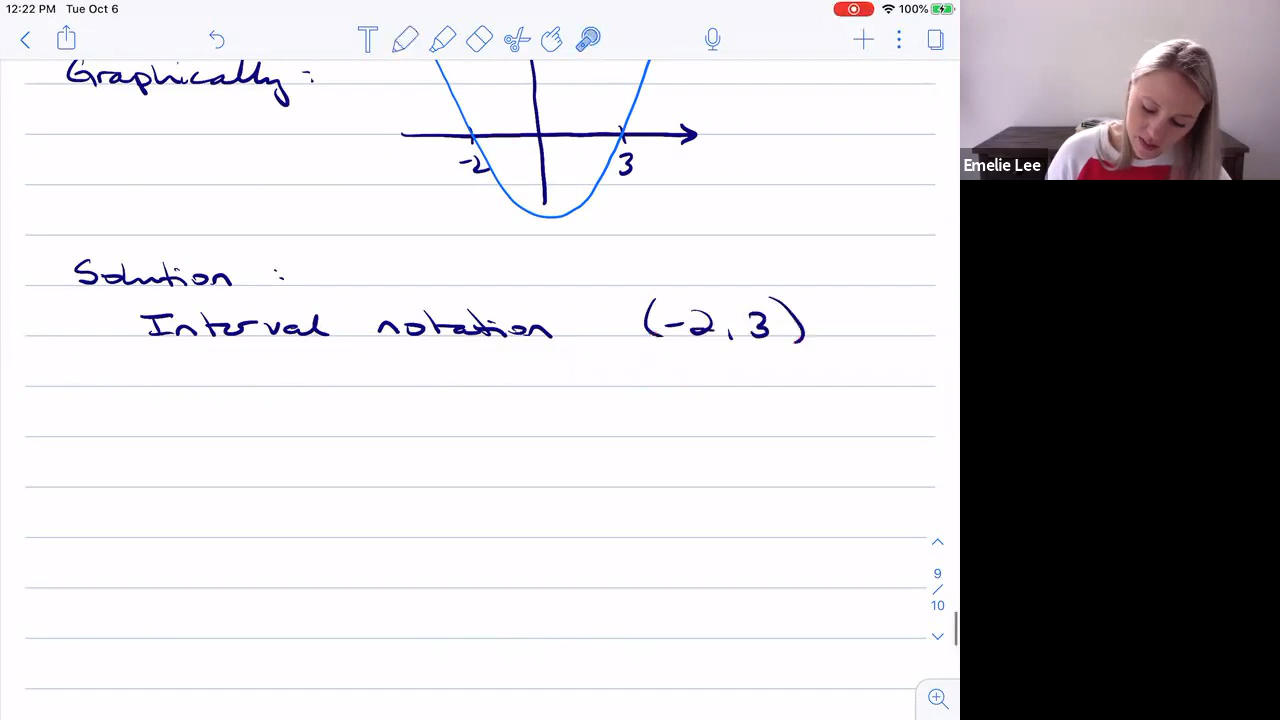 12:22 PM Tue Oct 6
100%
Graphically :
-2 3
Solution :
Interval notation (-2, 3)
9
/
10
Emelie Lee